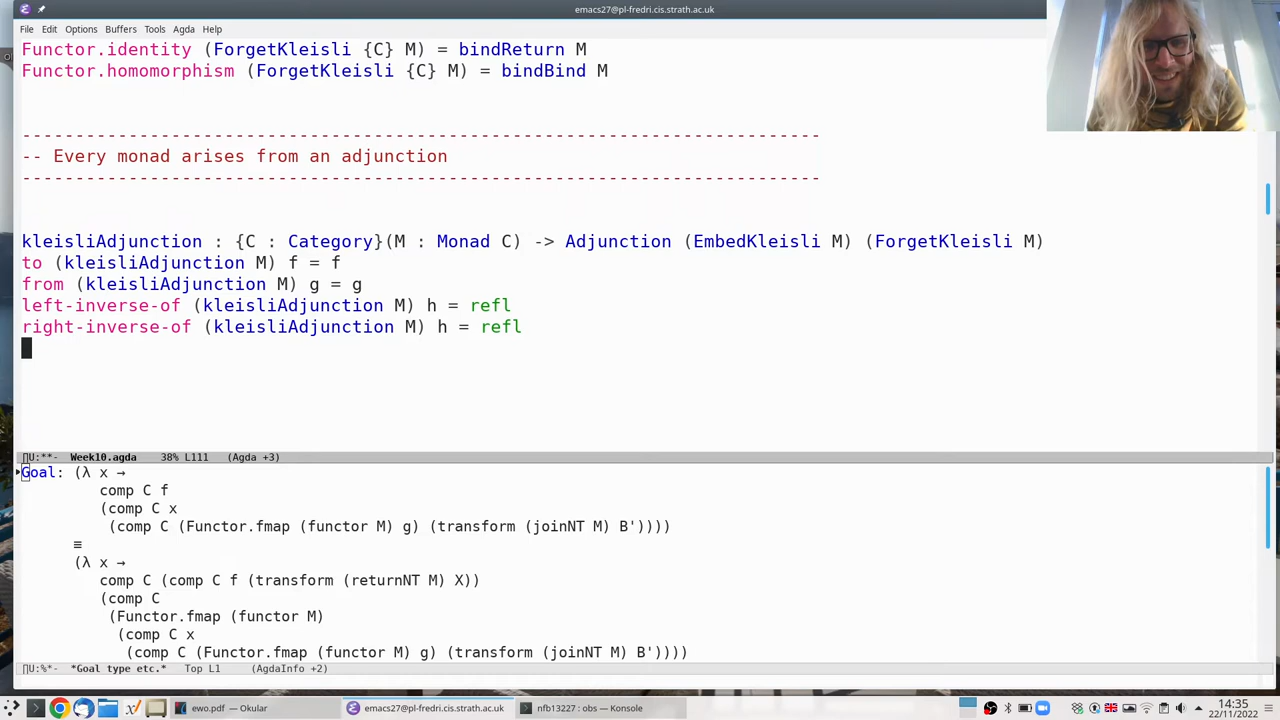 emacs27@pl-fredri.cis.strath.ac.uk
File Edit Options Buffers Tools Agda Help
Functor.identity (ForgetKleisli {C} M) = bindReturn M
Functor.homomorphism (ForgetKleisli {C} M) = bindBind M
----------------------------------------------------------------------------
-- Every monad arises from an adjunction
----------------------------------------------------------------------------
kleisliAdjunction : {C : Category}(M : Monad C) -> Adjunction (EmbedKleisli M) (ForgetKleisli M)
to (kleisliAdjunction M) f = f
from (kleisliAdjunction M) g = g
left-inverse-of (kleisliAdjunction M) h = refl
right-inverse-of (kleisliAdjunction M) h = refl
U:**- Week10.agda 38% L111 (Agda +3)
Goal: (λ x →
comp C f
(comp C x
(comp C (Functor.fmap (functor M) g) (transform (joinNT M) B'))))
≡
(λ x →
comp C (comp C f (transform (returnNT M) X))
(comp C
(Functor.fmap (functor M)
(comp C x
(comp C (Functor.fmap (functor M) g) (transform (joinNT M) B'))))
U:%*- *Goal type etc.* Top L1 (AgdaInfo +2)
ewo.pdf — Okular
emacs27@pl-fredri.cis.strath.ac.uk
nfb13227 : obs — Konsole
14:35
22/11/2022